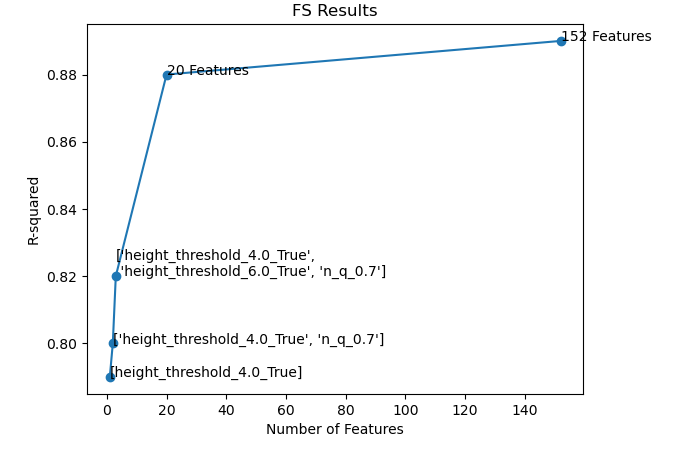 FS Results
152 Features
20 Features
0.88
0.86
0.84
['height_threshold_4.0_True',
'height_threshold_6.0_True', 'n_q_0.7']
0.82
['height_threshold_4.0_True', 'n_q_0.7']
0.80
[height_threshold_4.0_True]
R-squared
0 20 40 60 80 100 120 140
Number of Features